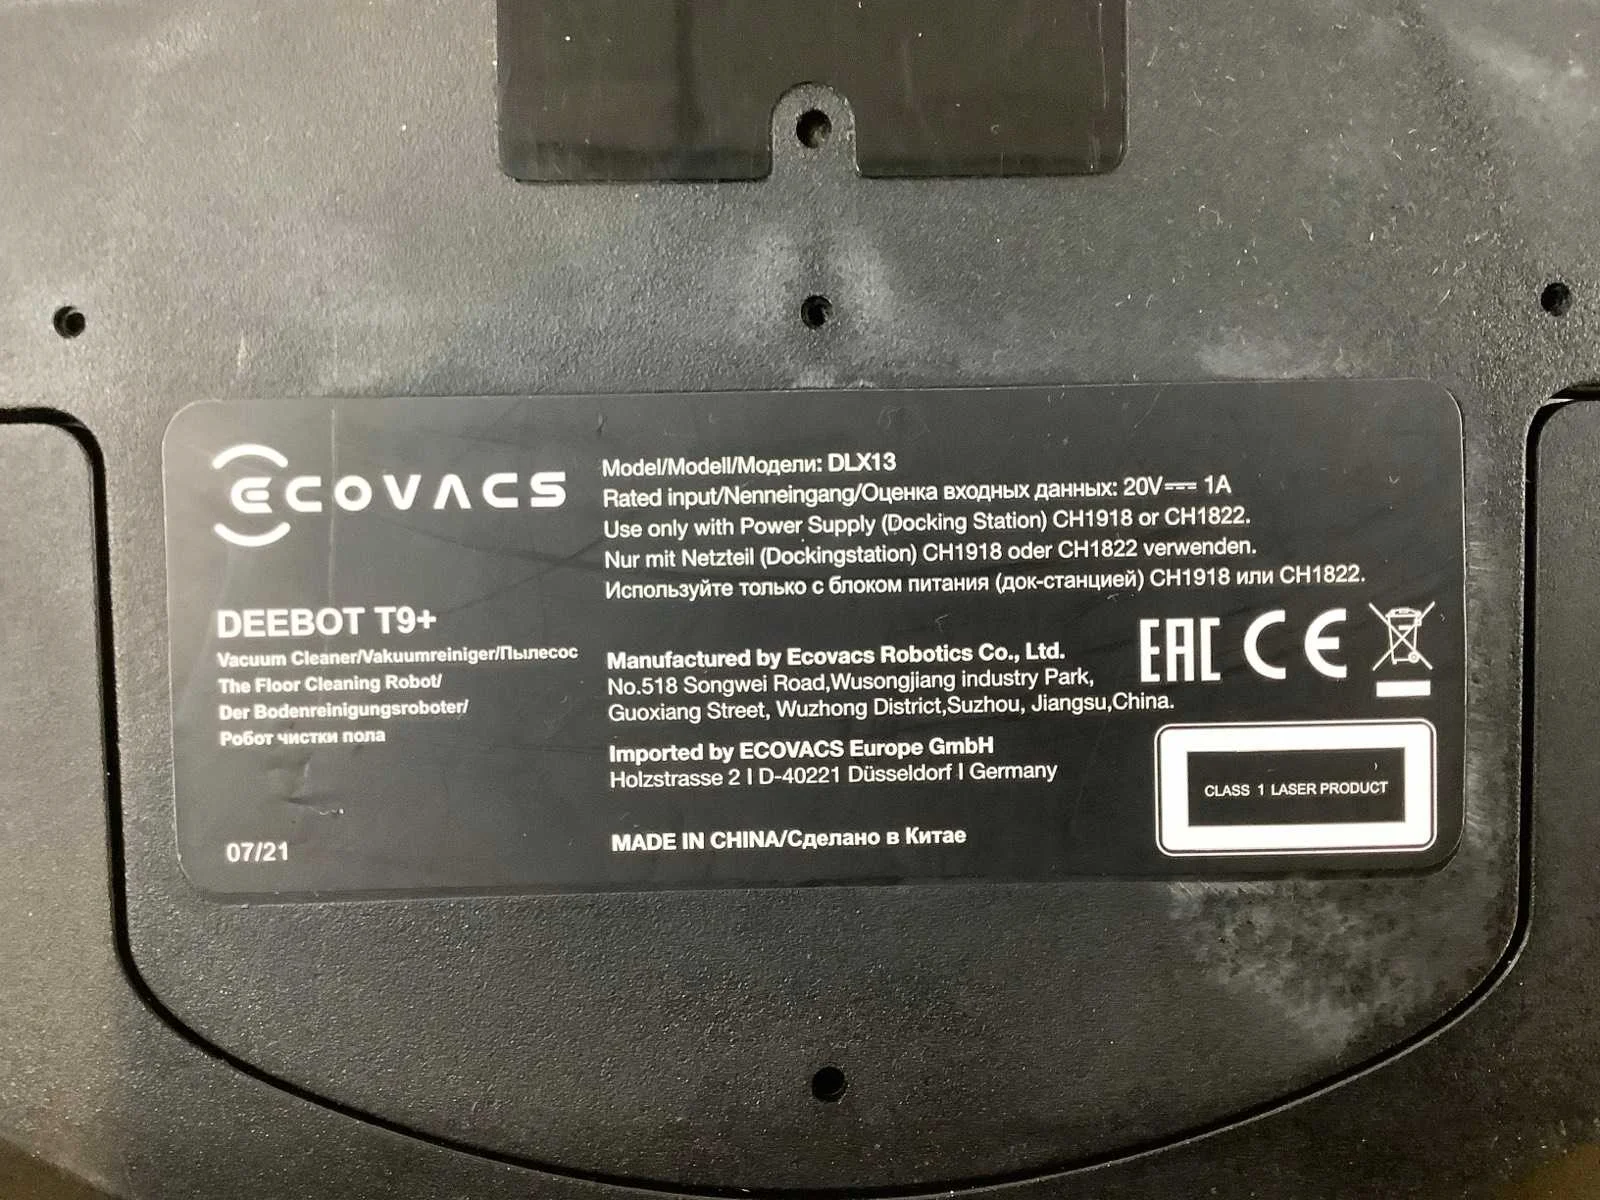 ECOVACS
DEEBOT T9+
Vacuum Cleaner/Vakuumreiniger/Пылесос
The Floor Cleaning Robot/
Der Bodenreinigungsroboter/
Робот чистки пола
07/21
Model/Modell/Модели: DLX13
Rated input/Nenneingang/Оценка входных данных: 20V⎓ 1A
Use only with Power Supply (Docking Station) CH1918 or CH1822.
Nur mit Netzteil (Dockingstation) CH1918 oder CH1822 verwenden.
Используйте только с блоком питания (док-станцией) CH1918 или CH1822.
Manufactured by Ecovacs Robotics Co., Ltd.
No.518 Songwei Road,Wusongjiang industry Park,
Guoxiang Street, Wuzhong District,Suzhou, Jiangsu,China.
Imported by ECOVACS Europe GmbH
Holzstrasse 2 I D-40221 Düsseldorf I Germany
MADE IN CHINA/Сделано в Китае
EAC CE
CLASS 1 LASER PRODUCT